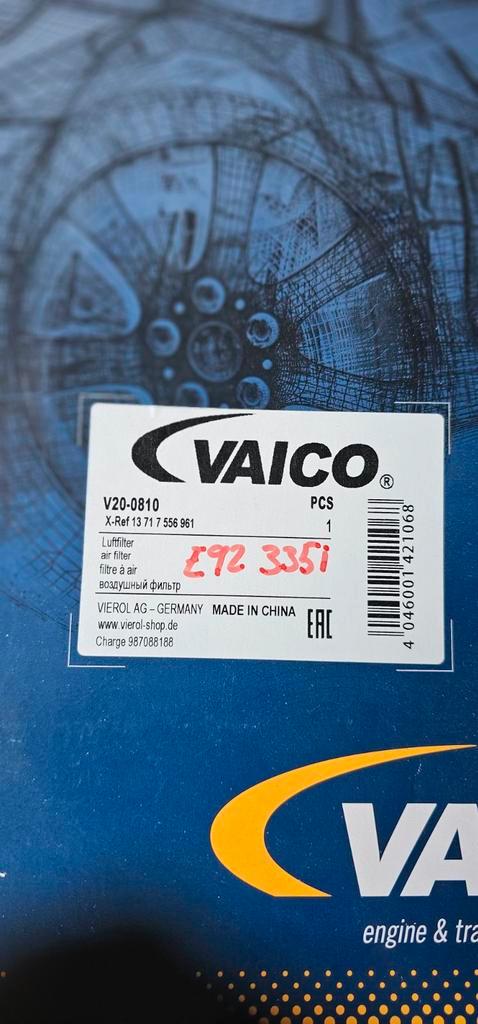 VAICO®
V20-0810 PCS
X-Ref 13 71 7 556 961 1
Luftfilter
air filter
filtre à air
воздушный фильтр
E92 335i
VIEROL AG – GERMANY MADE IN CHINA
www.vierol-shop.de
Charge 987088188
EAC
4 046001 421068
VA
engine & tra